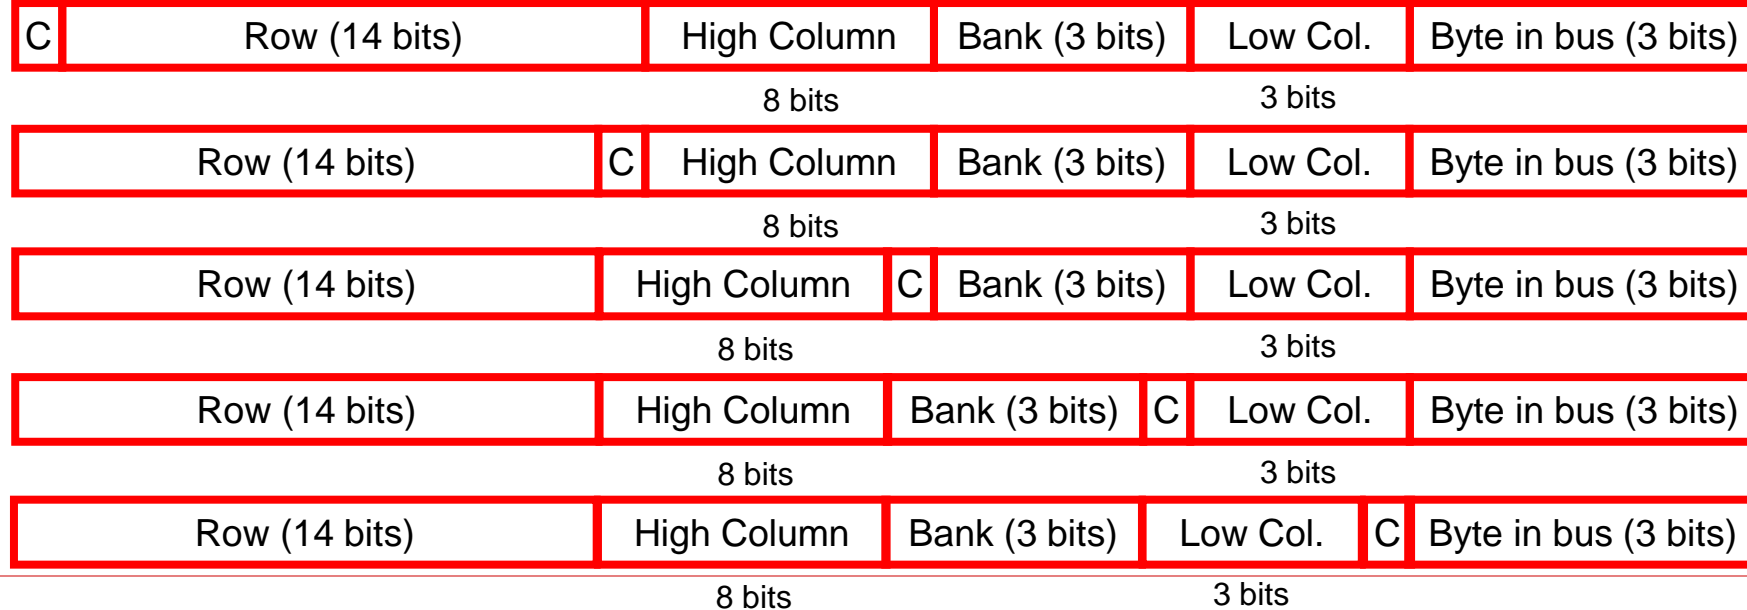 C Row (14 bits) High Column Bank (3 bits) Low Col. Byte in bus (3 bits)
8 bits 3 bits
Row (14 bits) C High Column Bank (3 bits) Low Col. Byte in bus (3 bits)
8 bits 3 bits
Row (14 bits) High Column C Bank (3 bits) Low Col. Byte in bus (3 bits)
8 bits 3 bits
Row (14 bits) High Column Bank (3 bits) C Low Col. Byte in bus (3 bits)
8 bits 3 bits
Row (14 bits) High Column Bank (3 bits) Low Col. C Byte in bus (3 bits)
8 bits 3 bits